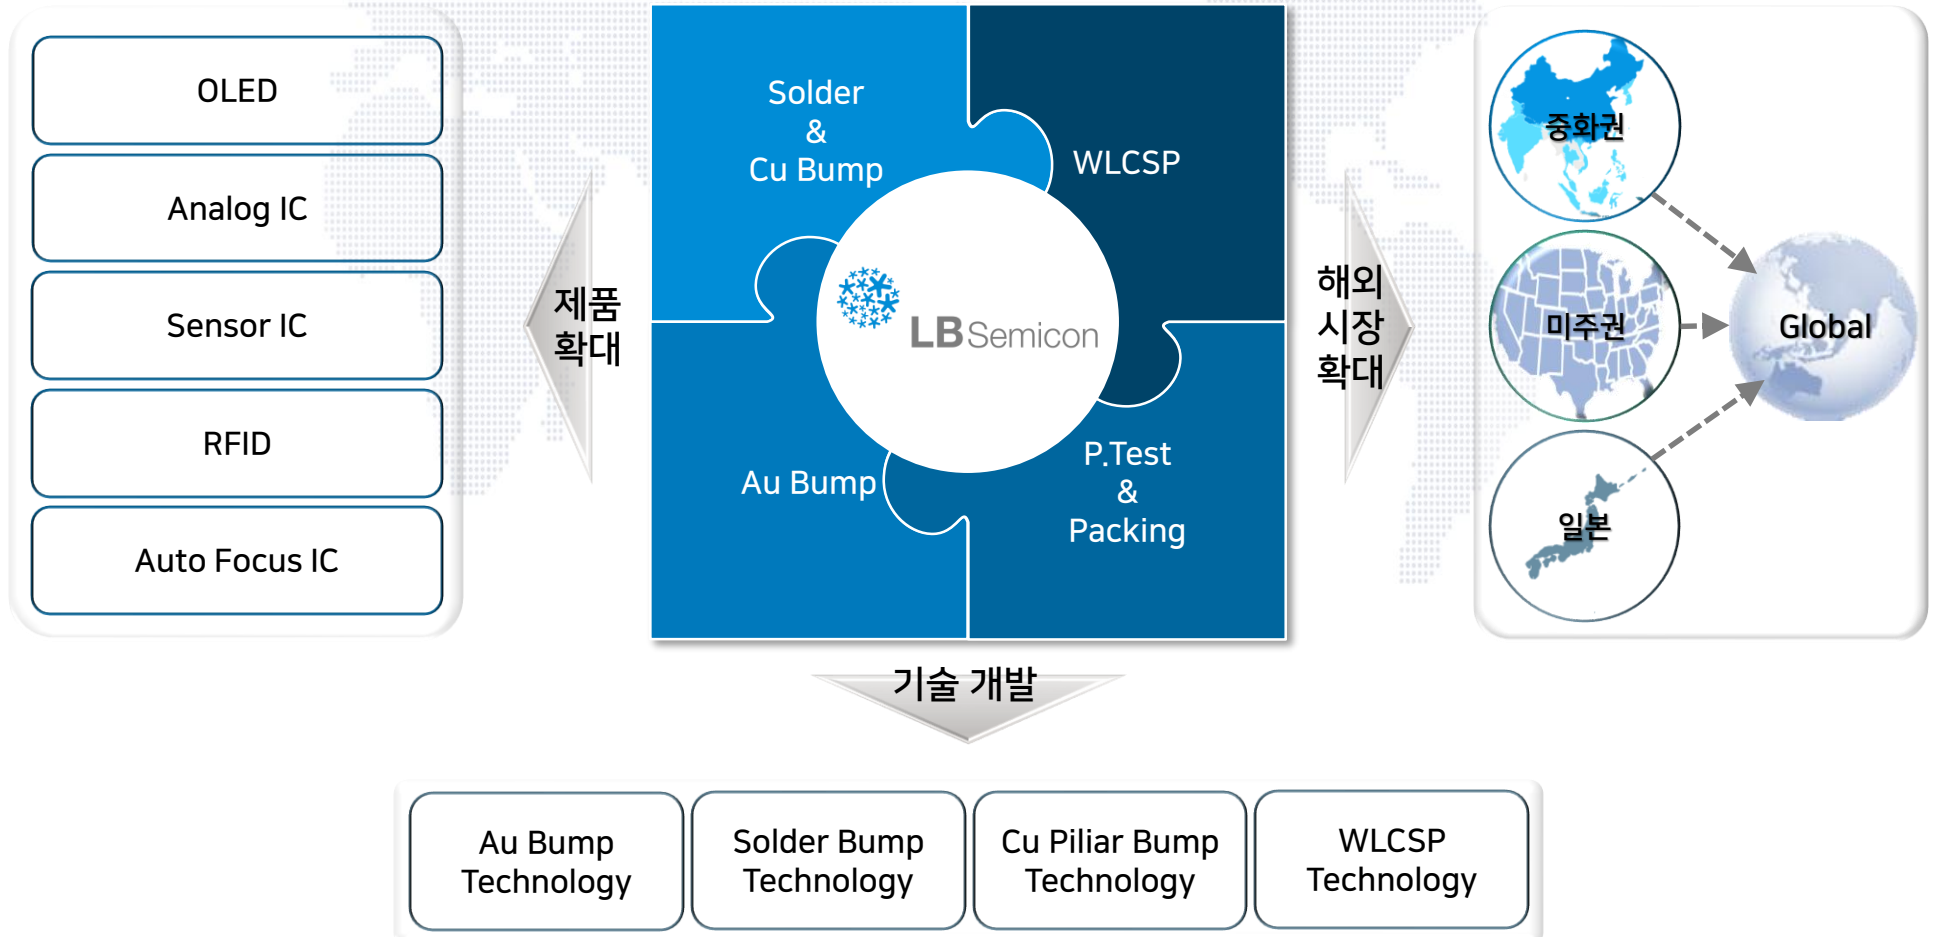 OLED
Analog IC
Sensor IC
RFID
Auto Focus IC
제품
확대
Solder
&
Cu Bump
WLCSP
LB Semicon
Au Bump
P.Test
&
Packing
해외
시장
확대
중화권
미주권
일본
Global
기술 개발
Au Bump
Technology
Solder Bump
Technology
Cu Piliar Bump
Technology
WLCSP
Technology